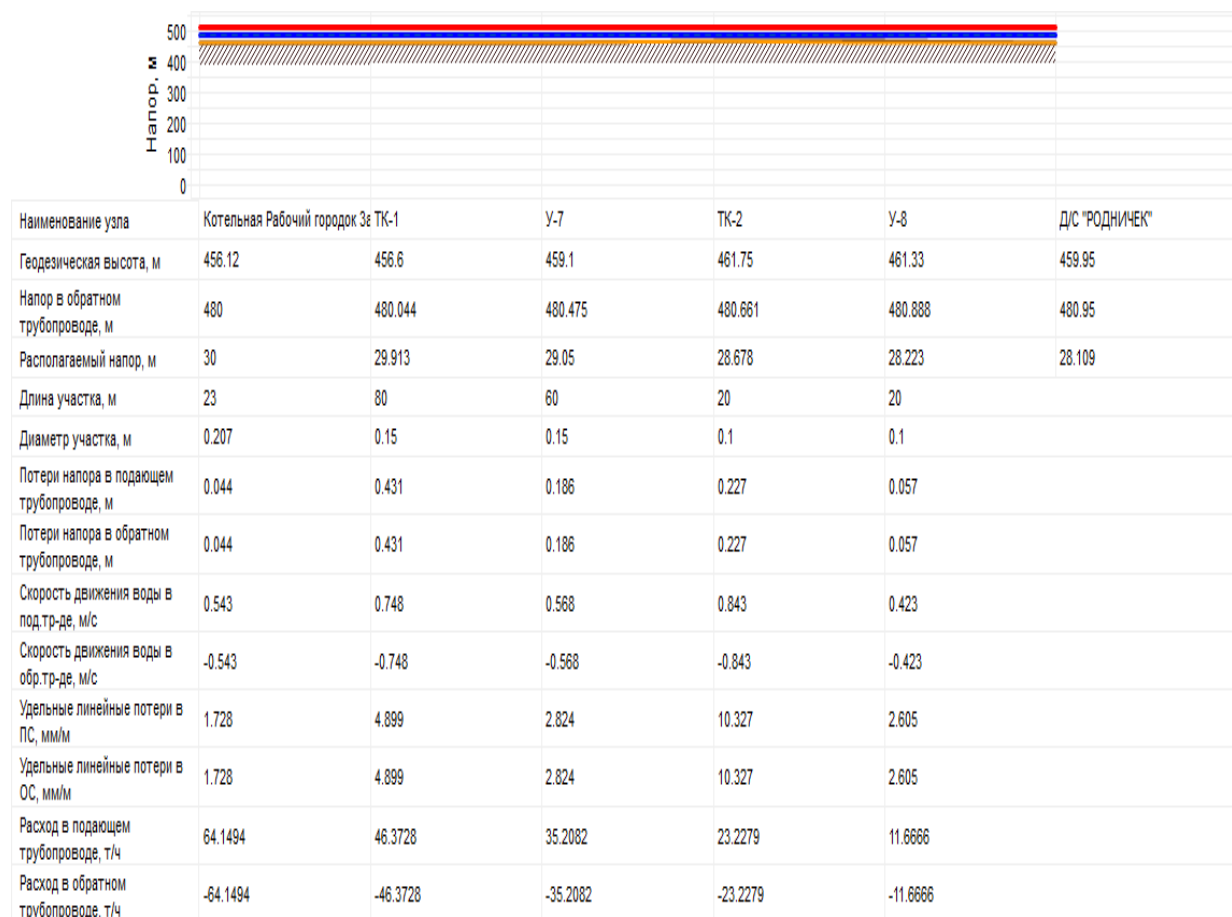 500
400
300
200
100
0
Напор, м
Наименование узла Котельная Рабочий городок За ТК-1 У-7 ТК-2 У-8 Д/С "РОДНИЧЕК"
Геодезическая высота, м 456.12 456.6 459.1 461.75 461.33 459.95
Напор в обратном
трубопроводе, м 480 480.044 480.475 480.661 480.888 480.95
Располагаемый напор, м 30 29.913 29.05 28.678 28.223 28.109
Длина участка, м 23 80 60 20 20
Диаметр участка, м 0.207 0.15 0.15 0.1 0.1
Потери напора в подающем
трубопроводе, м 0.044 0.431 0.186 0.227 0.057
Потери напора в обратном
трубопроводе, м 0.044 0.431 0.186 0.227 0.057
Скорость движения воды в
под.тр-де, м/с 0.543 0.748 0.568 0.843 0.423
Скорость движения воды в
обр.тр-де, м/с -0.543 -0.748 -0.568 -0.843 -0.423
Удельные линейные потери в
ПС, мм/м 1.728 4.899 2.824 10.327 2.605
Удельные линейные потери в
ОС, мм/м 1.728 4.899 2.824 10.327 2.605
Расход в подающем
трубопроводе, т/ч 64.1494 46.3728 35.2082 23.2279 11.6666
Расход в обратном
трубопроводе, т/ч -64.1494 -46.3728 -35.2082 -23.2279 -11.6666